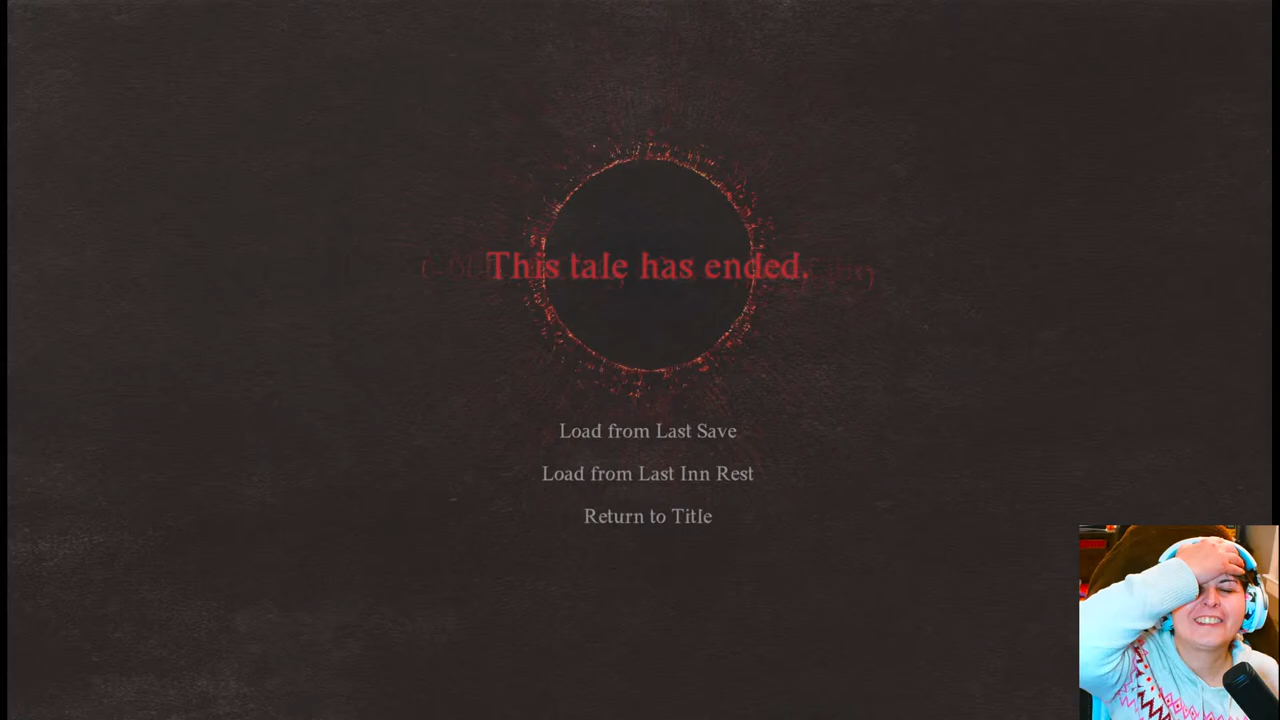 This tale has ended.
Load from Last Save
Load from Last Inn Rest
Return to Title